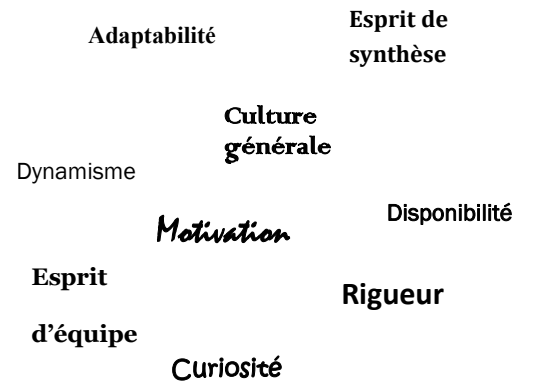 Adaptabilité
Esprit de
synthèse
Culture
générale
Dynamisme
Disponibilité
Motivation
Esprit
d’équipe
Rigueur
Curiosité